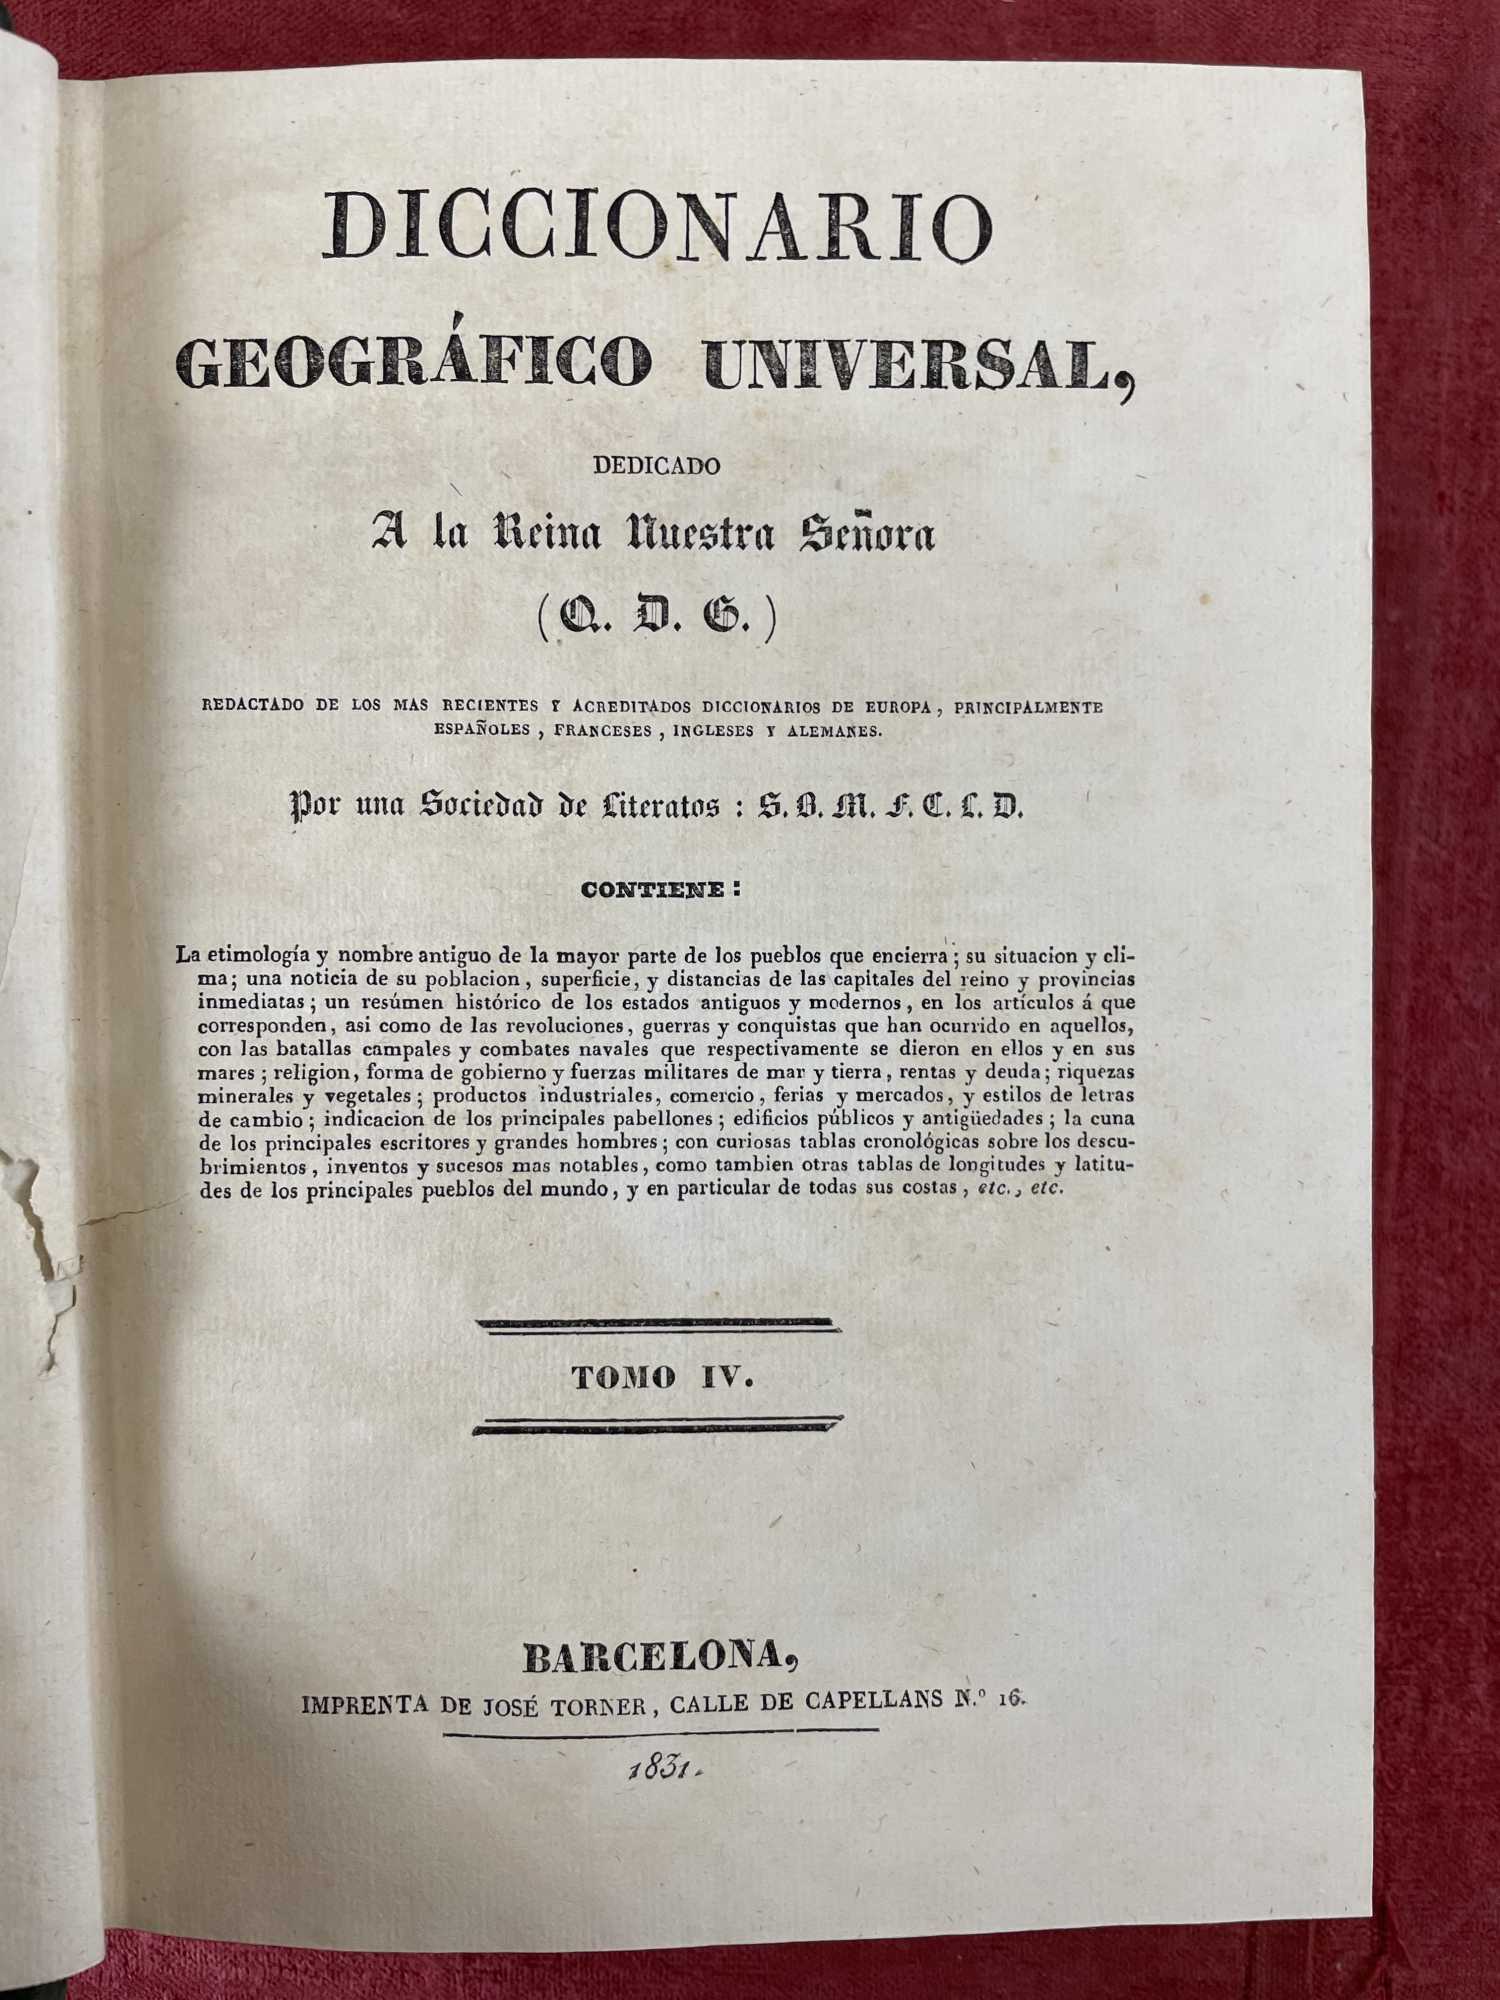 DICCIONARIO
GEOGRÁFICO UNIVERSAL,
DEDICADO
A la Reina Nuestra Señora
(Q. D. G.)
REDACTADO DE LOS MAS RECIENTES Y ACREDITADOS DICCIONARIOS DE EUROPA, PRINCIPALMENTE
ESPAÑOLES, FRANCESES, INGLESES Y ALEMANES.
Por una Sociedad de Literatos: S. B. M. F. C. L. D.
CONTIENE:
La etimología y nombre antiguo de la mayor parte de los pueblos que encierra; su situacion y cli-
ma; una noticia de su poblacion, superficie, y distancias de las capitales del reino y provincias
inmediatas; un resúmen histórico de los estados antiguos y modernos, en los artículos á que
corresponden, asi como de las revoluciones, guerras y conquistas que han ocurrido en aquellos,
con las batallas campales y combates navales que respectivamente se dieron en ellos y en sus
mares; religion, forma de gobierno y fuerzas militares de mar y tierra, rentas y deuda; riquezas
minerales y vegetales; productos industriales, comercio, ferias y mercados, y estilos de letras
de cambio; indicacion de los principales pabellones; edificios públicos y antigüedades; la cuna
de los principales escritores y grandes hombres; con curiosas tablas cronológicas sobre los descu-
brimientos, inventos y sucesos mas notables, como tambien otras tablas de longitudes y latitu-
des de los principales pueblos del mundo, y en particular de todas sus costas, etc., etc.
TOMO IV.
BARCELONA,
IMPRENTA DE JOSÉ TORNER, CALLE DE CAPELLANS N.º 16.
1831.